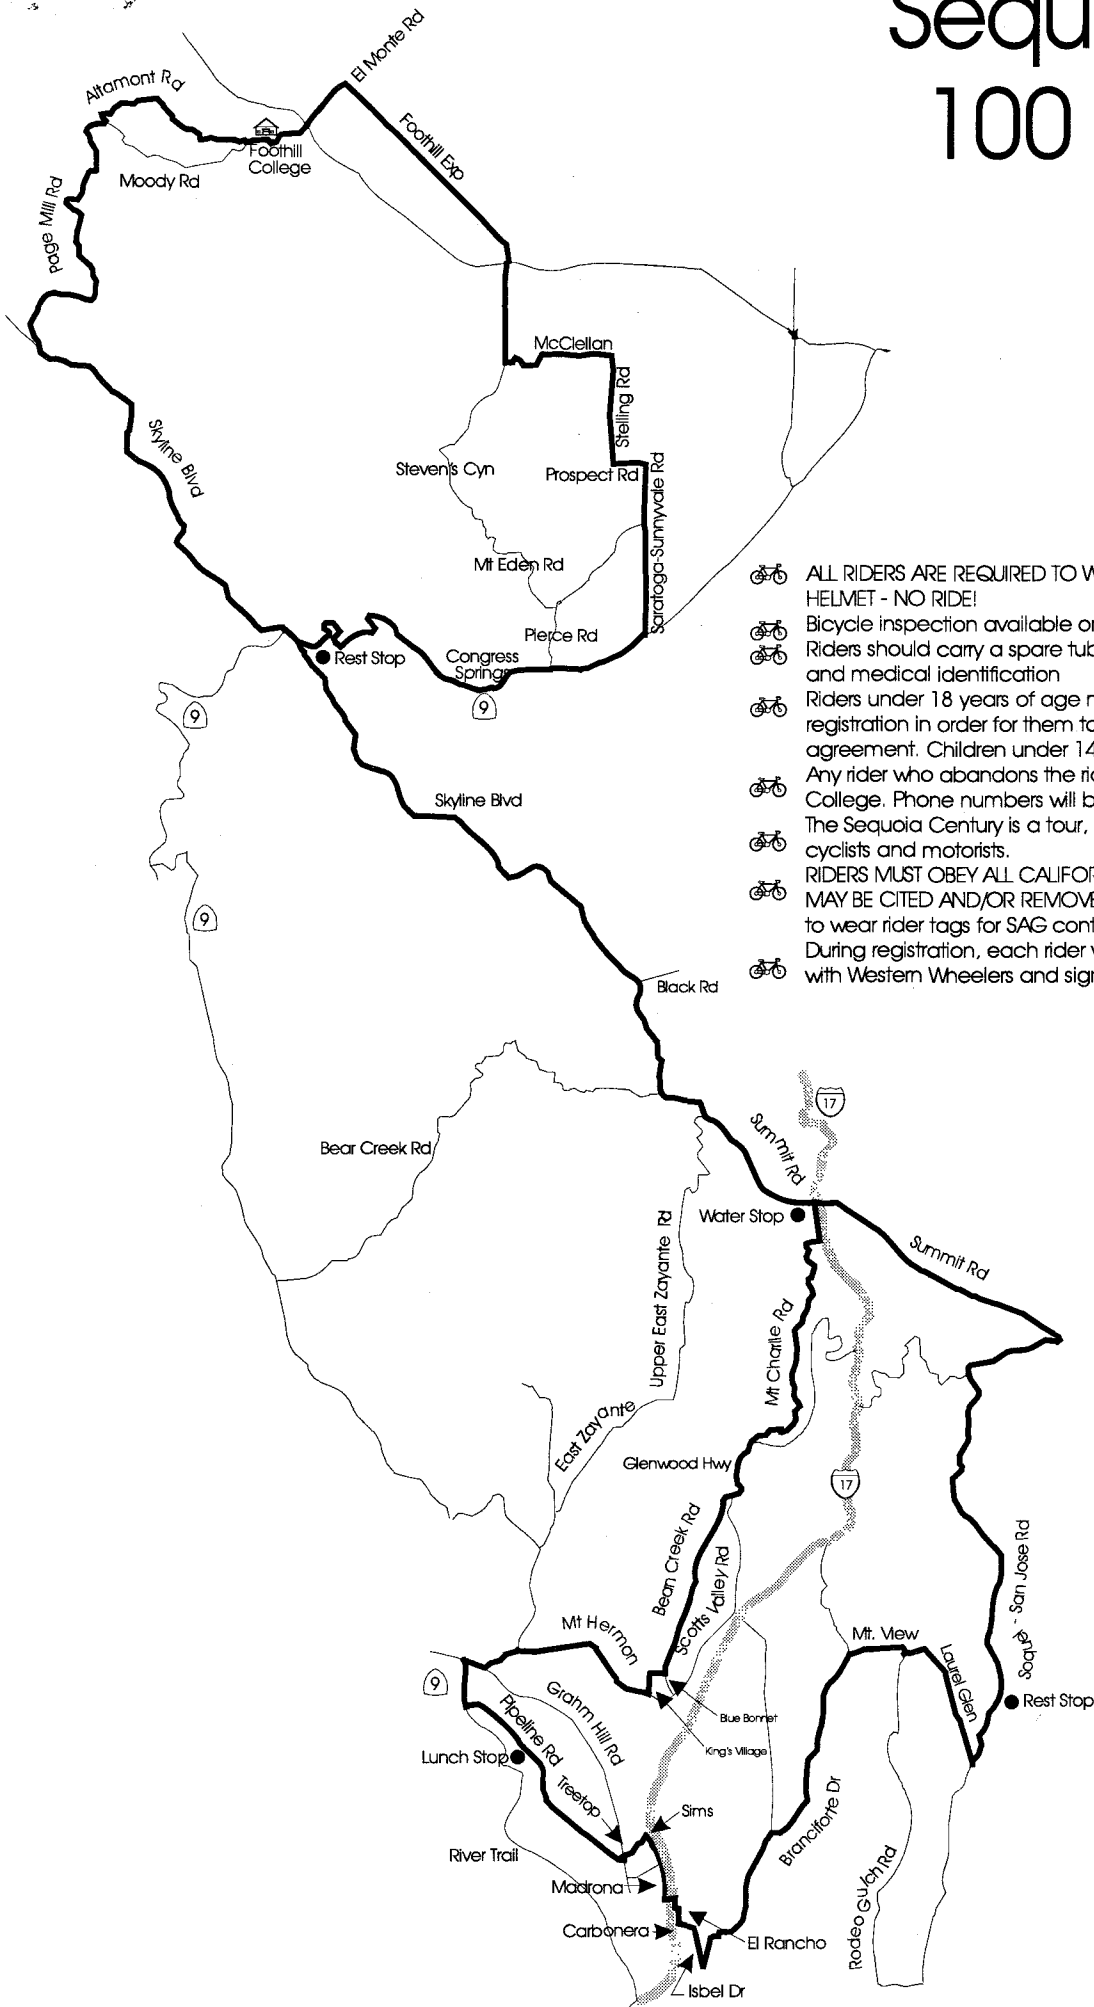 Sequ
100
El Monte Rd
Altamont Rd
Foothill
College
Foothill Exp
Moody Rd
Page Mill Rd
McClellan
Stelling Rd
Skyline Blvd
Steven's Cyn
Prospect Rd
Saratoga-Sunnyvale Rd
Mt Eden Rd
Pierce Rd
Rest Stop
Congress
Springs
9
9
ALL RIDERS ARE REQUIRED TO W
HELMET - NO RIDE!
Bicycle inspection available or
Riders should carry a spare tub
and medical identification
Riders under 18 years of age n
registration in order for them to
agreement. Children under 14
Any rider who abandons the rid
College. Phone numbers will b
The Sequoia Century is a tour,
cyclists and motorists.
RIDERS MUST OBEY ALL CALIFOR
MAY BE CITED AND/OR REMOVE
to wear rider tags for SAG cont
During registration, each rider v
with Western Wheelers and sigr
Skyline Blvd
9
Black Rd
17
Summit Rd
Bear Creek Rd
Water Stop
Summit Rd
Upper East Zayante Rd
Mt Charlie Rd
East Zayante
Glenwood Hwy
17
Bean Creek Rd
Scotts Valley Rd
Soquel - San Jose Rd
Mt Hermon
Mt. View
Laurel Glen
9
Rest Stop
Grahm Hill Rd
Pipeline Rd
Blue Bonnet
King's Village
Lunch Stop
Treetop
Sims
Branciforte Dr
River Trail
Madrona
Rodeo Gulch Rd
Carbonera
El Rancho
Isbel Dr